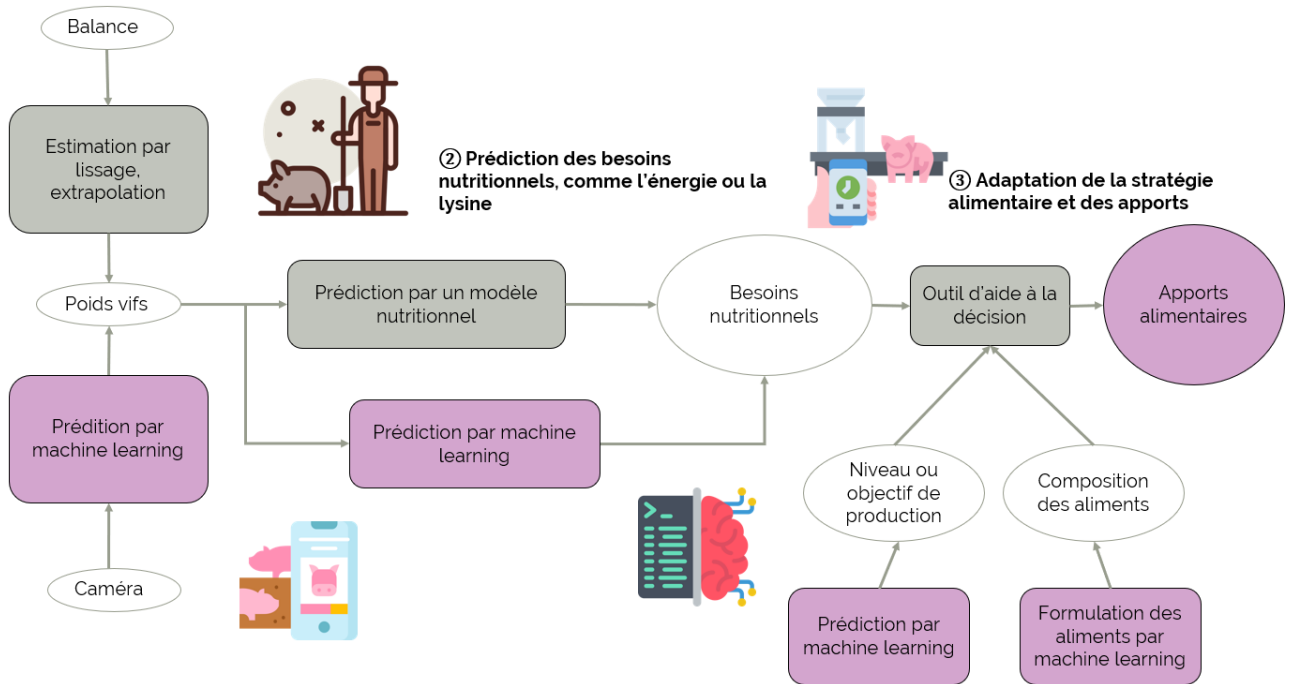 Balance
Estimation par
lissage,
extrapolation
Poids vifs
Prédition par
machine learning
Caméra
② Prédiction des besoins
nutritionnels, comme l'énergie ou la
lysine
Prédiction par un modèle
nutritionnel
Prédiction par machine
learning
Besoins
nutritionnels
③ Adaptation de la stratégie
alimentaire et des apports
Outil d'aide à la
décision
Apports
alimentaires
Niveau ou
objectif de
production
Composition
des aliments
Prédiction par
machine learning
Formulation des
aliments par
machine learning